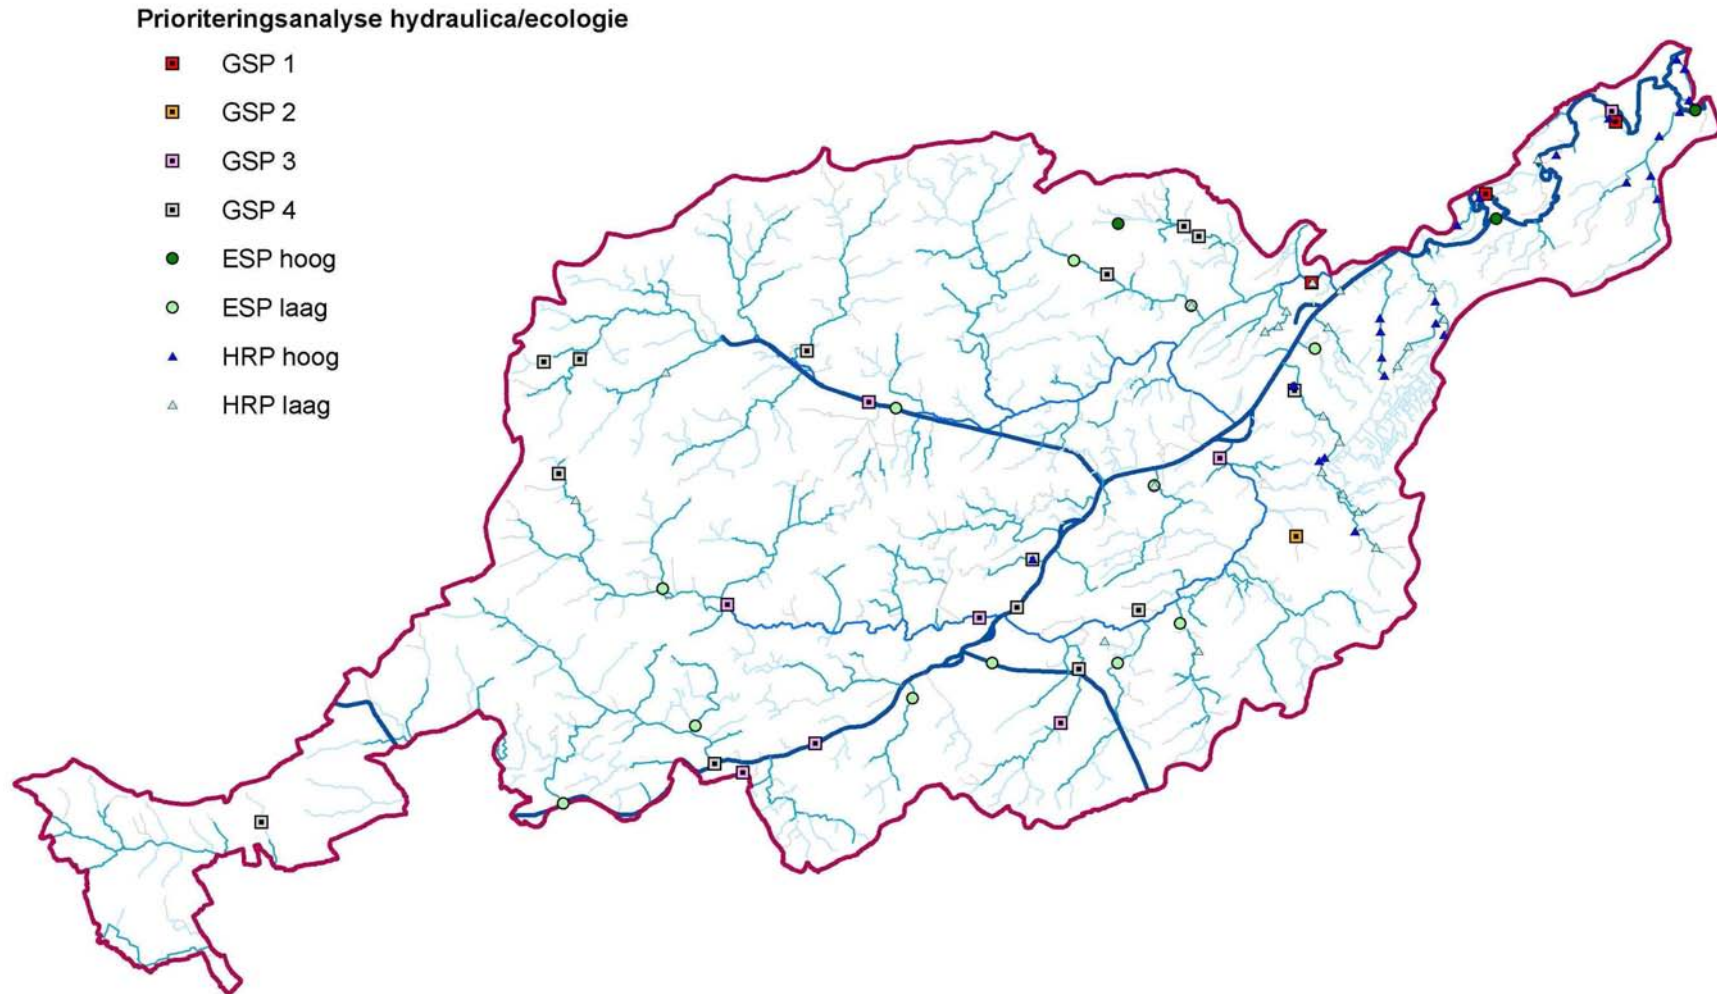 Prioriteringsanalyse hydraulica/ecologie
GSP 1
GSP 2
GSP 3
GSP 4
ESP hoog
ESP laag
HRP hoog
HRP laag